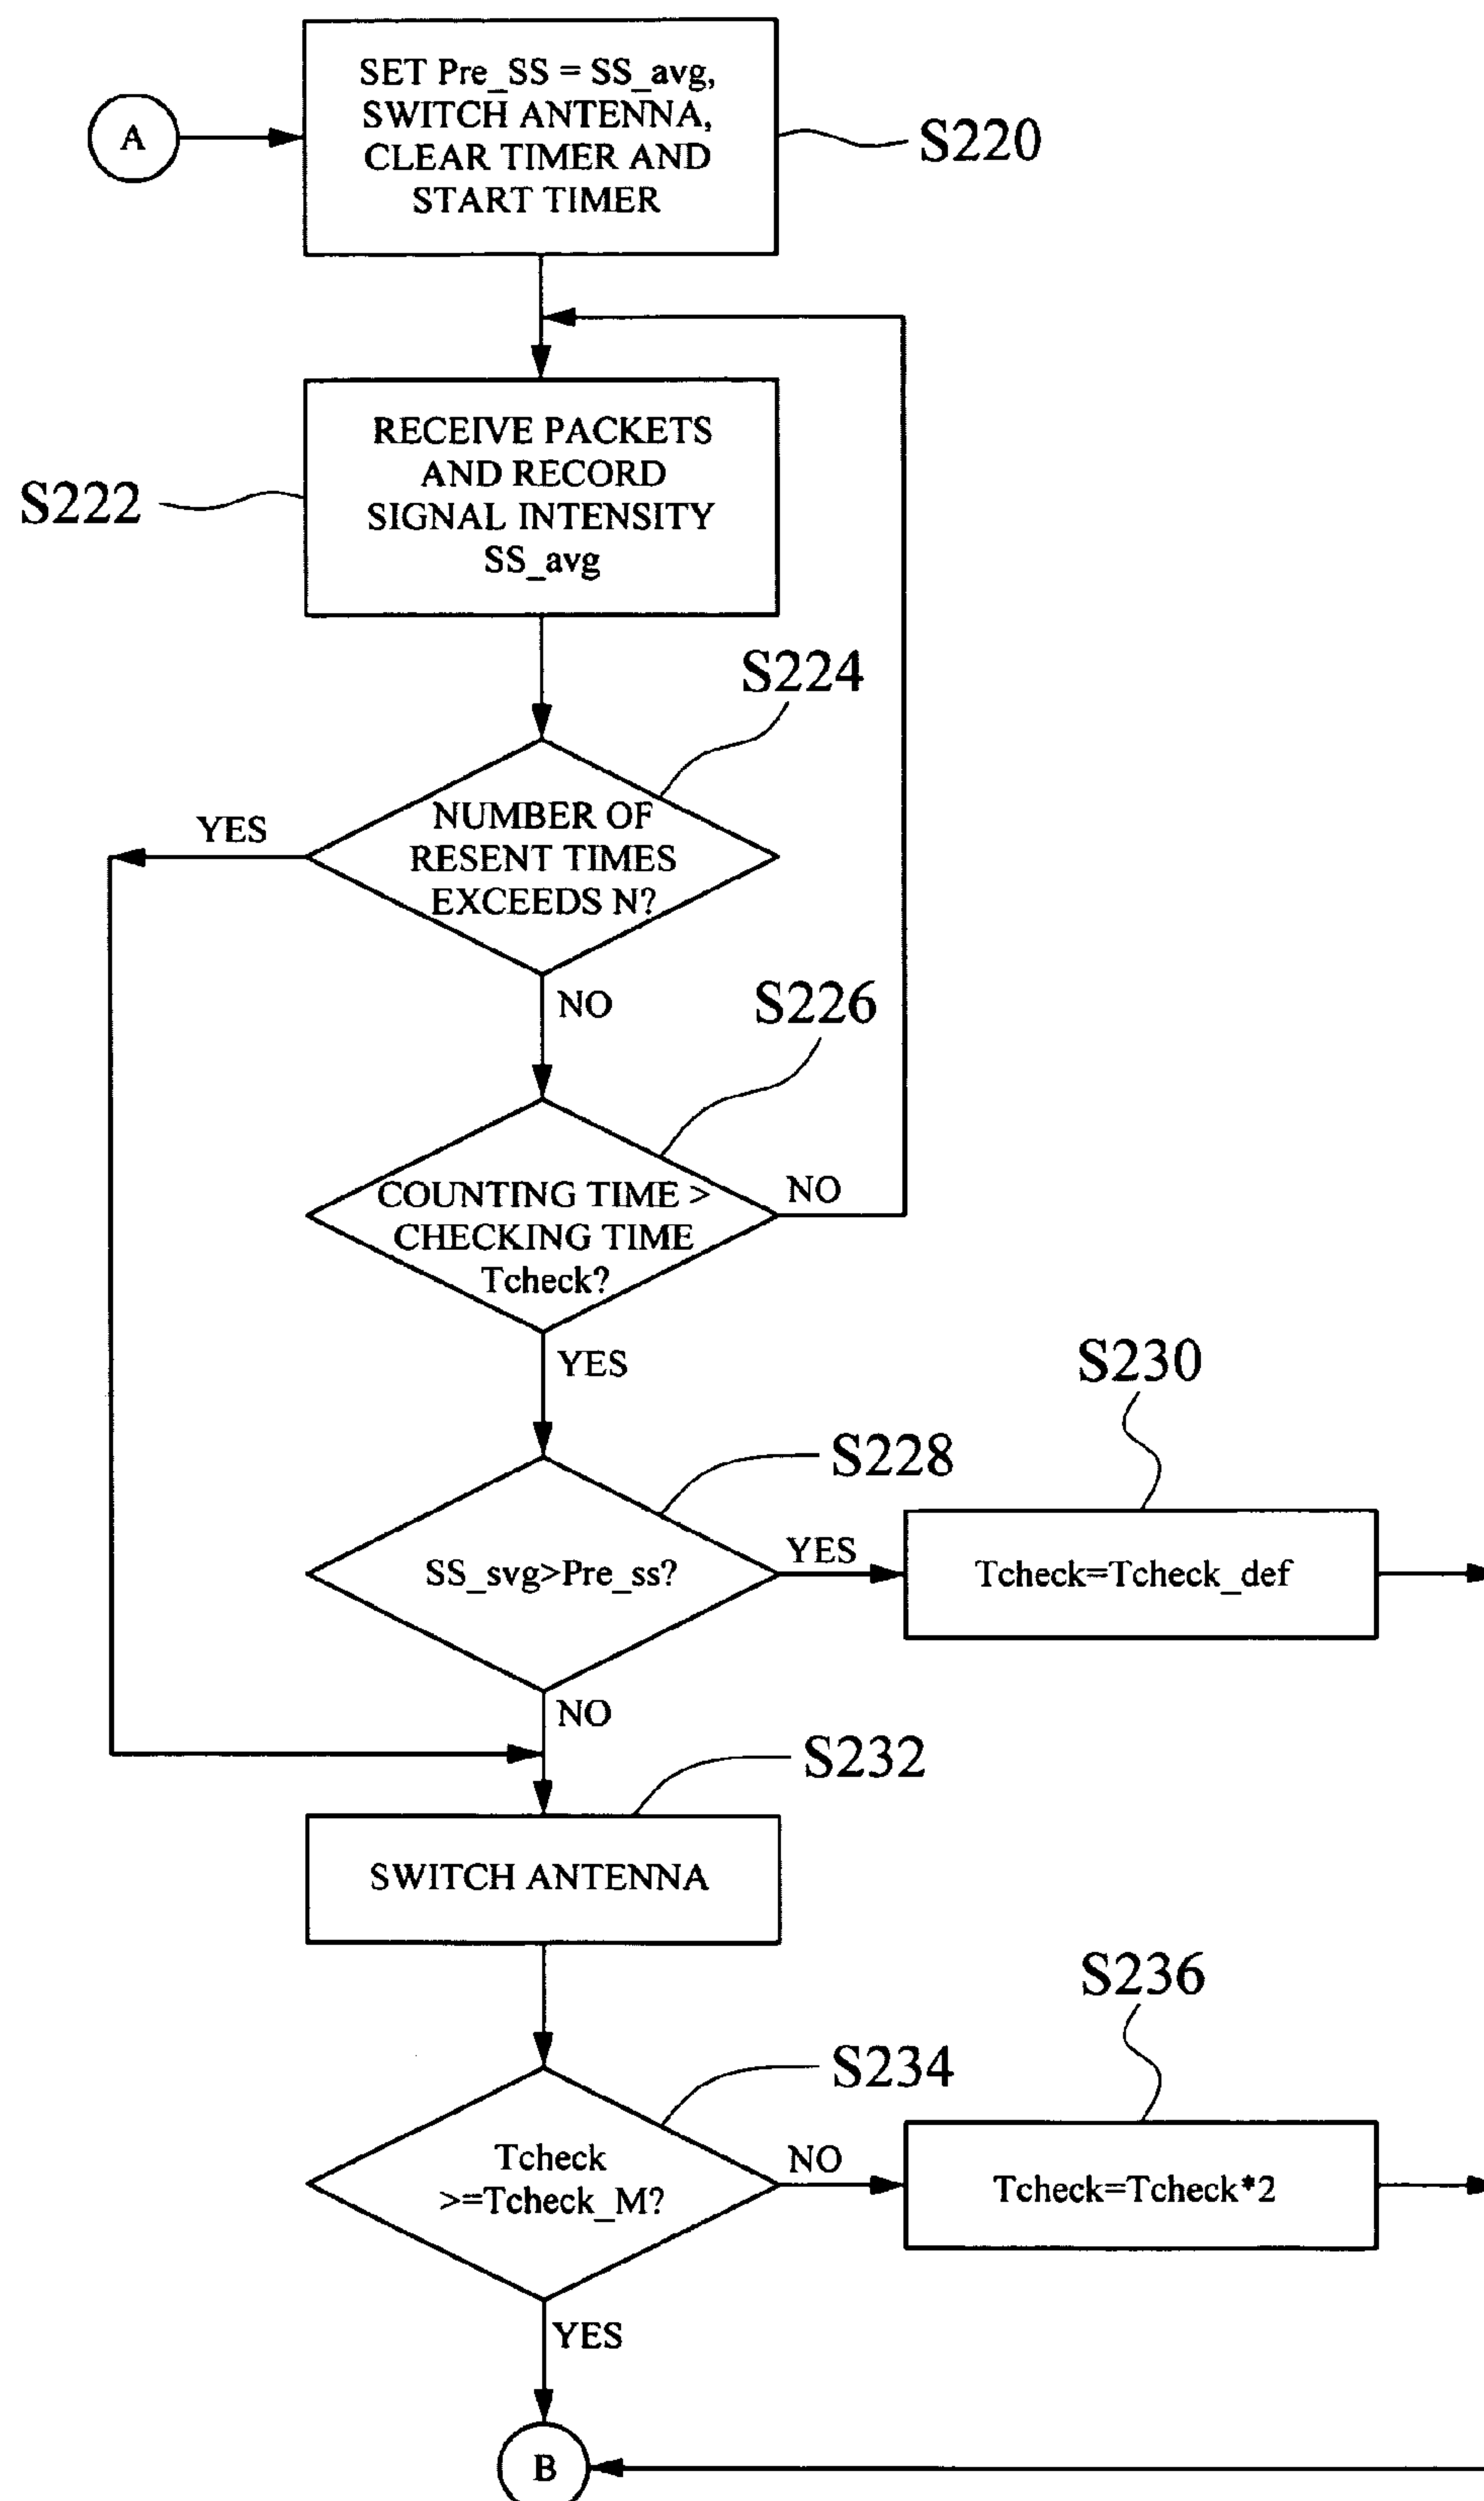 A
SET Pre_SS = SS_avg,
SWITCH ANTENNA,
CLEAR TIMER AND
START TIMER
S220
RECEIVE PACKETS
AND RECORD
SIGNAL INTENSITY
SS_avg
S222
S224
NUMBER OF
RESENT TIMES
EXCEEDS N?
YES
NO
S226
COUNTING TIME >
CHECKING TIME
Tcheck?
NO
YES
S228
SS_svg>Pre_ss?
YES
S230
Tcheck=Tcheck_def
NO
S232
SWITCH ANTENNA
S234
Tcheck
>=Tcheck_M?
NO
S236
Tcheck=Tcheck*2
YES
B